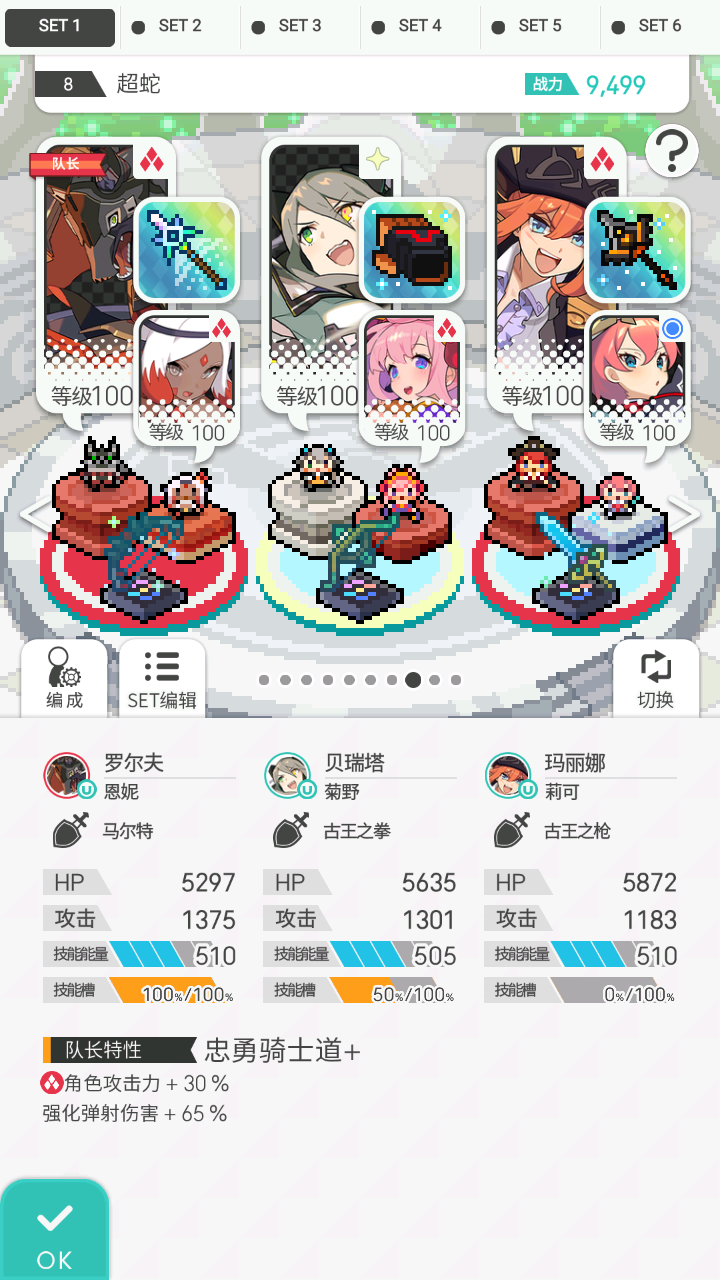 SET 1 SET 2 SET 3 SET 4 SET 5 SET 6
8 超蛇 战力 9,499
队长
?
等级100 等级100 等级100
等级 100 等级 100 等级 100
编成 SET编辑 切换
罗尔夫 贝瑞塔 玛丽娜
恩妮 菊野 莉可
马尔特 古王之拳 古王之枪
HP 5297 HP 5635 HP 5872
攻击 1375 攻击 1301 攻击 1183
技能能量 510 技能能量 505 技能能量 510
技能槽 100%/100% 技能槽 50%/100% 技能槽 0%/100%
队长特性 忠勇骑士道+
角色攻击力 + 30 %
强化弹射伤害 + 65 %
OK